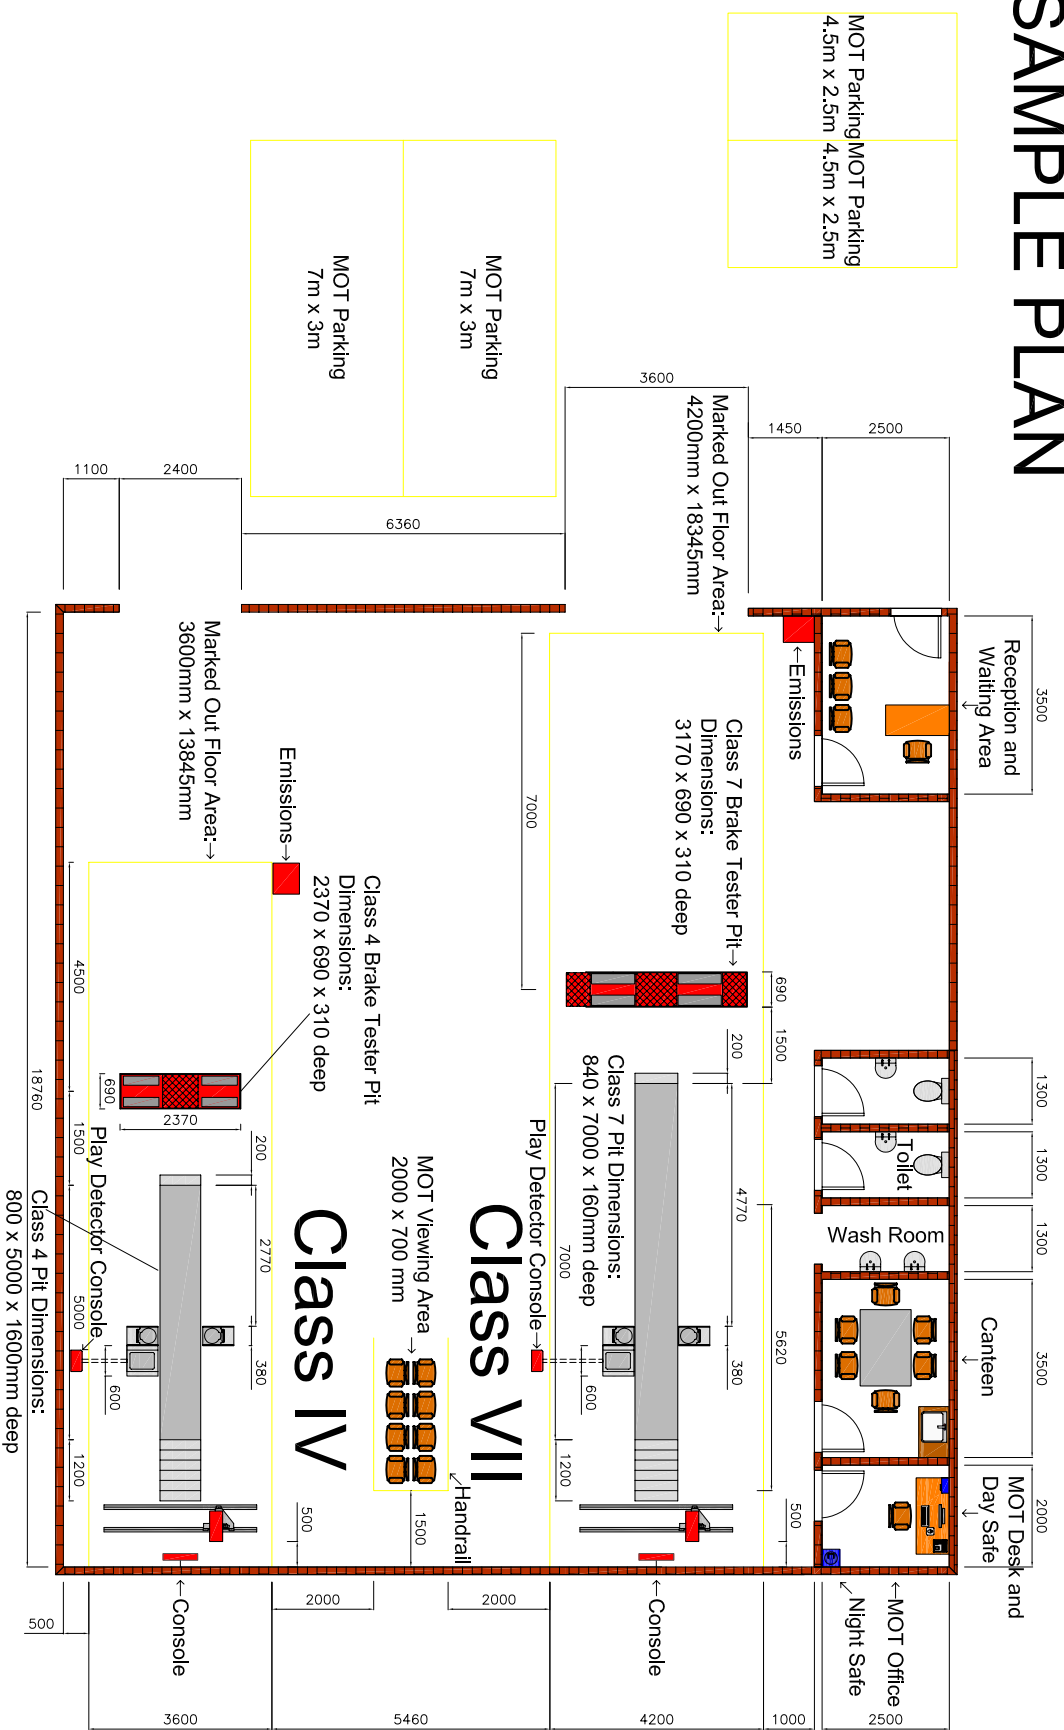 SAMPLE PLAN
MOT Parking
4.5m x 2.5m
MOT Parking
4.5m x 2.5m
MOT Parking
7m x 3m
MOT Parking
7m x 3m
3600
1450
2500
1100
2400
6360
Marked Out Floor Area:
4200mm x 18345mm
Marked Out Floor Area:
3600mm x 13845mm
Reception and
Waiting Area
3500
Emissions
Emissions
Class 7 Brake Tester Pit
Dimensions:
3170 x 690 x 310 deep
7000
690
1500
200
Class 4 Brake Tester Pit
Dimensions:
2370 x 690 x 310 deep
4500
18760
690
2370
1500
200
Class 7 Pit Dimensions:
840 x 7000 x 160mm deep
4770
5620
7000
380
600
1200
500
Play Detector Console
Class VII
MOT Viewing Area
2000 x 700 mm
Handrail
1500
Class IV
2770
5000
380
600
1200
500
Play Detector Console
Class 4 Pit Dimensions:
800 x 5000 x 1600mm deep
1300
1300
Toilet
1300
Wash Room
Canteen
3500
MOT Desk and
Day Safe
2000
MOT Office
Night Safe
Console
Console
2000
2000
500
3600
5460
4200
1000
2500